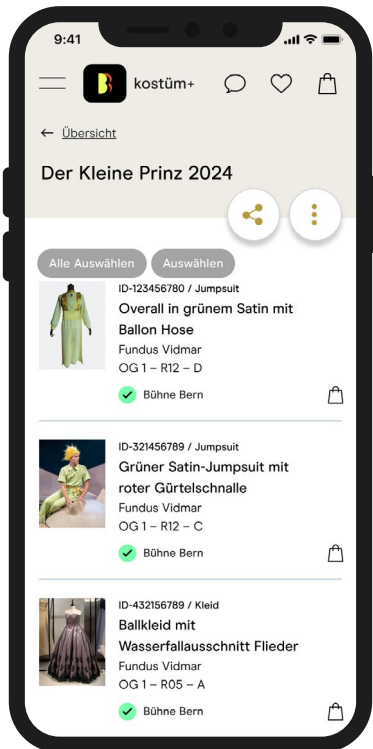 9:41
kostüm+
← Übersicht
Der Kleine Prinz 2024
Alle Auswählen
Auswählen
ID-123456780 / Jumpsuit
Overall in grünem Satin mit
Ballon Hose
Fundus Vidmar
OG 1 – R12 – D
Bühne Bern
ID-321456789 / Jumpsuit
Grüner Satin-Jumpsuit mit
roter Gürtelschnalle
Fundus Vidmar
OG 1 – R12 – C
Bühne Bern
ID-432156789 / Kleid
Ballkleid mit
Wasserfallausschnitt Flieder
Fundus Vidmar
OG 1 – R05 – A
Bühne Bern